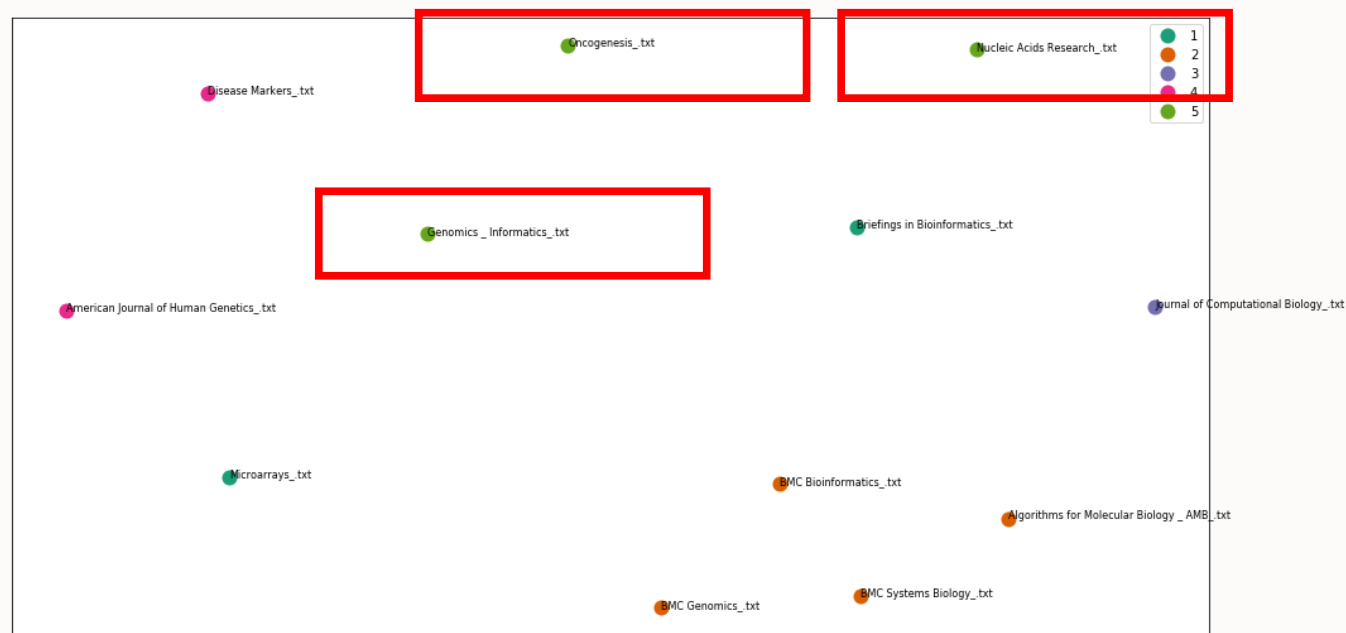 Oncogenesis_.txt
Nucleic Acids Research_.txt
1
2
3
4
5
Disease Markers_.txt
Genomics _ Informatics_.txt
Briefings in Bioinformatics_.txt
American Journal of Human Genetics_.txt
Journal of Computational Biology_.txt
Microarrays_.txt
BMC Bioinformatics_.txt
Algorithms for Molecular Biology _ AMB_.txt
BMC Systems Biology_.txt
BMC Genomics_.txt